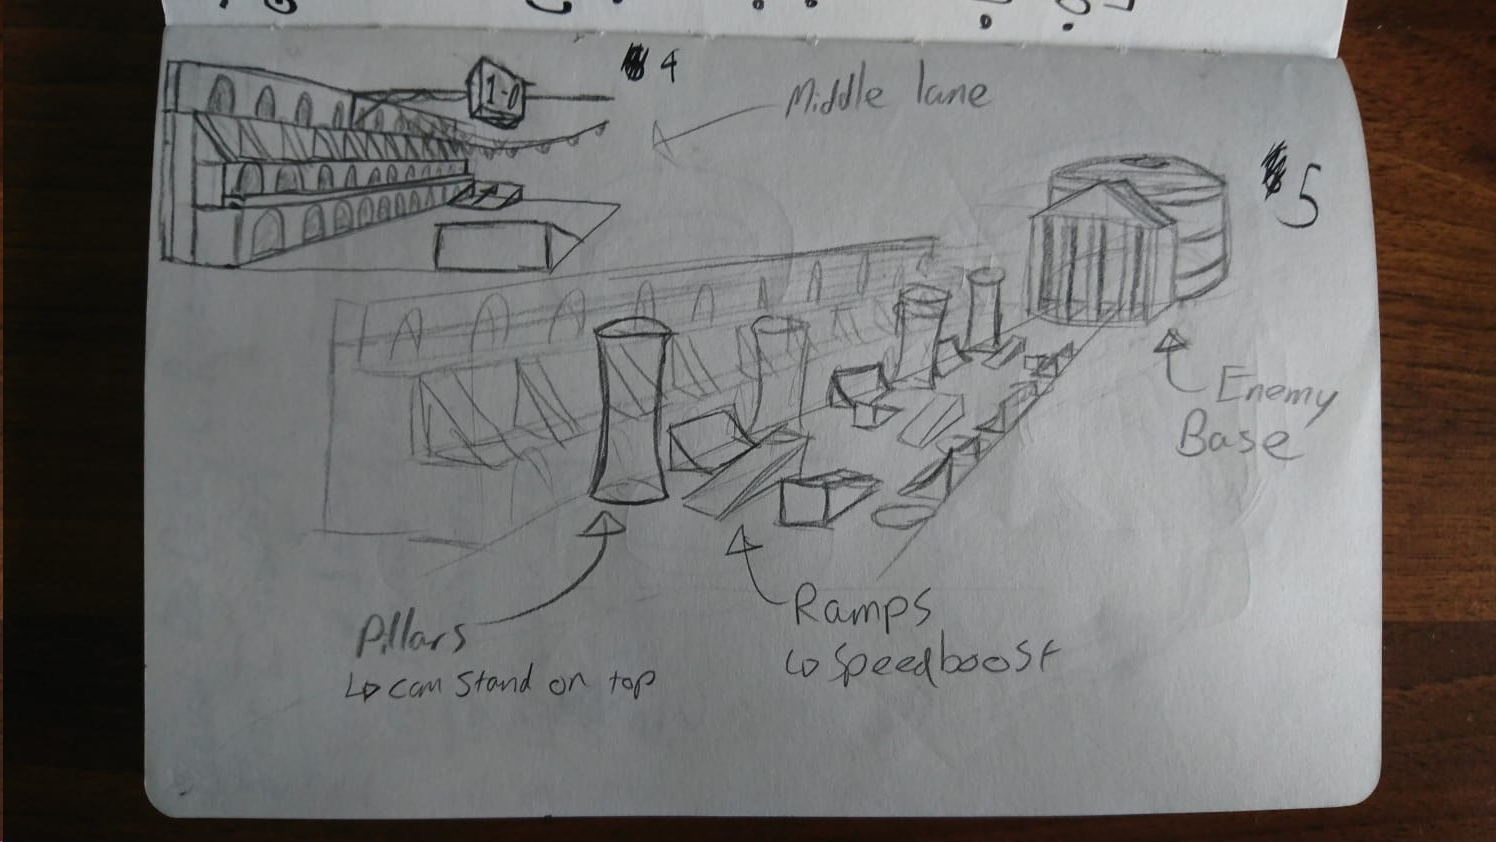 1-0
4
Middle lane
5
Enemy
Base
Pillars
↳ can stand on top
Ramps
↳ Speedboost